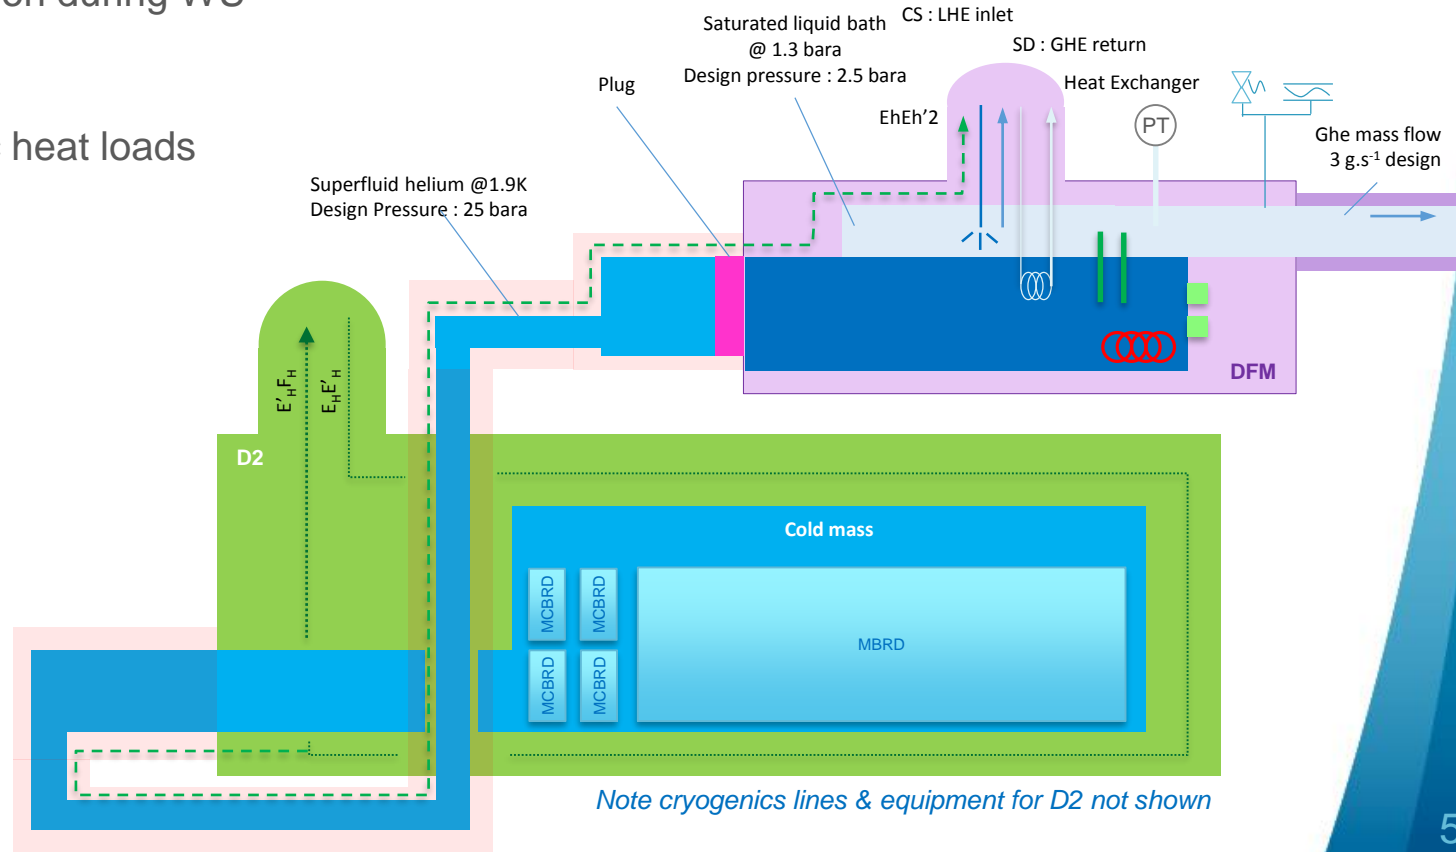 on during WS
heat loads
CS : LHE inlet
Saturated liquid bath
@ 1.3 bara
Design pressure : 2.5 bara
SD : GHE return
Plug
Heat Exchanger
EhEh’2
PT
Ghe mass flow
3 g.s-1 design
Superfluid helium @1.9K
Design Pressure : 25 bara
DFM
E’HFH
EHE’H
D2
Cold mass
MCBRD
MCBRD
MBRD
MCBRD
MCBRD
Note cryogenics lines & equipment for D2 not shown
5